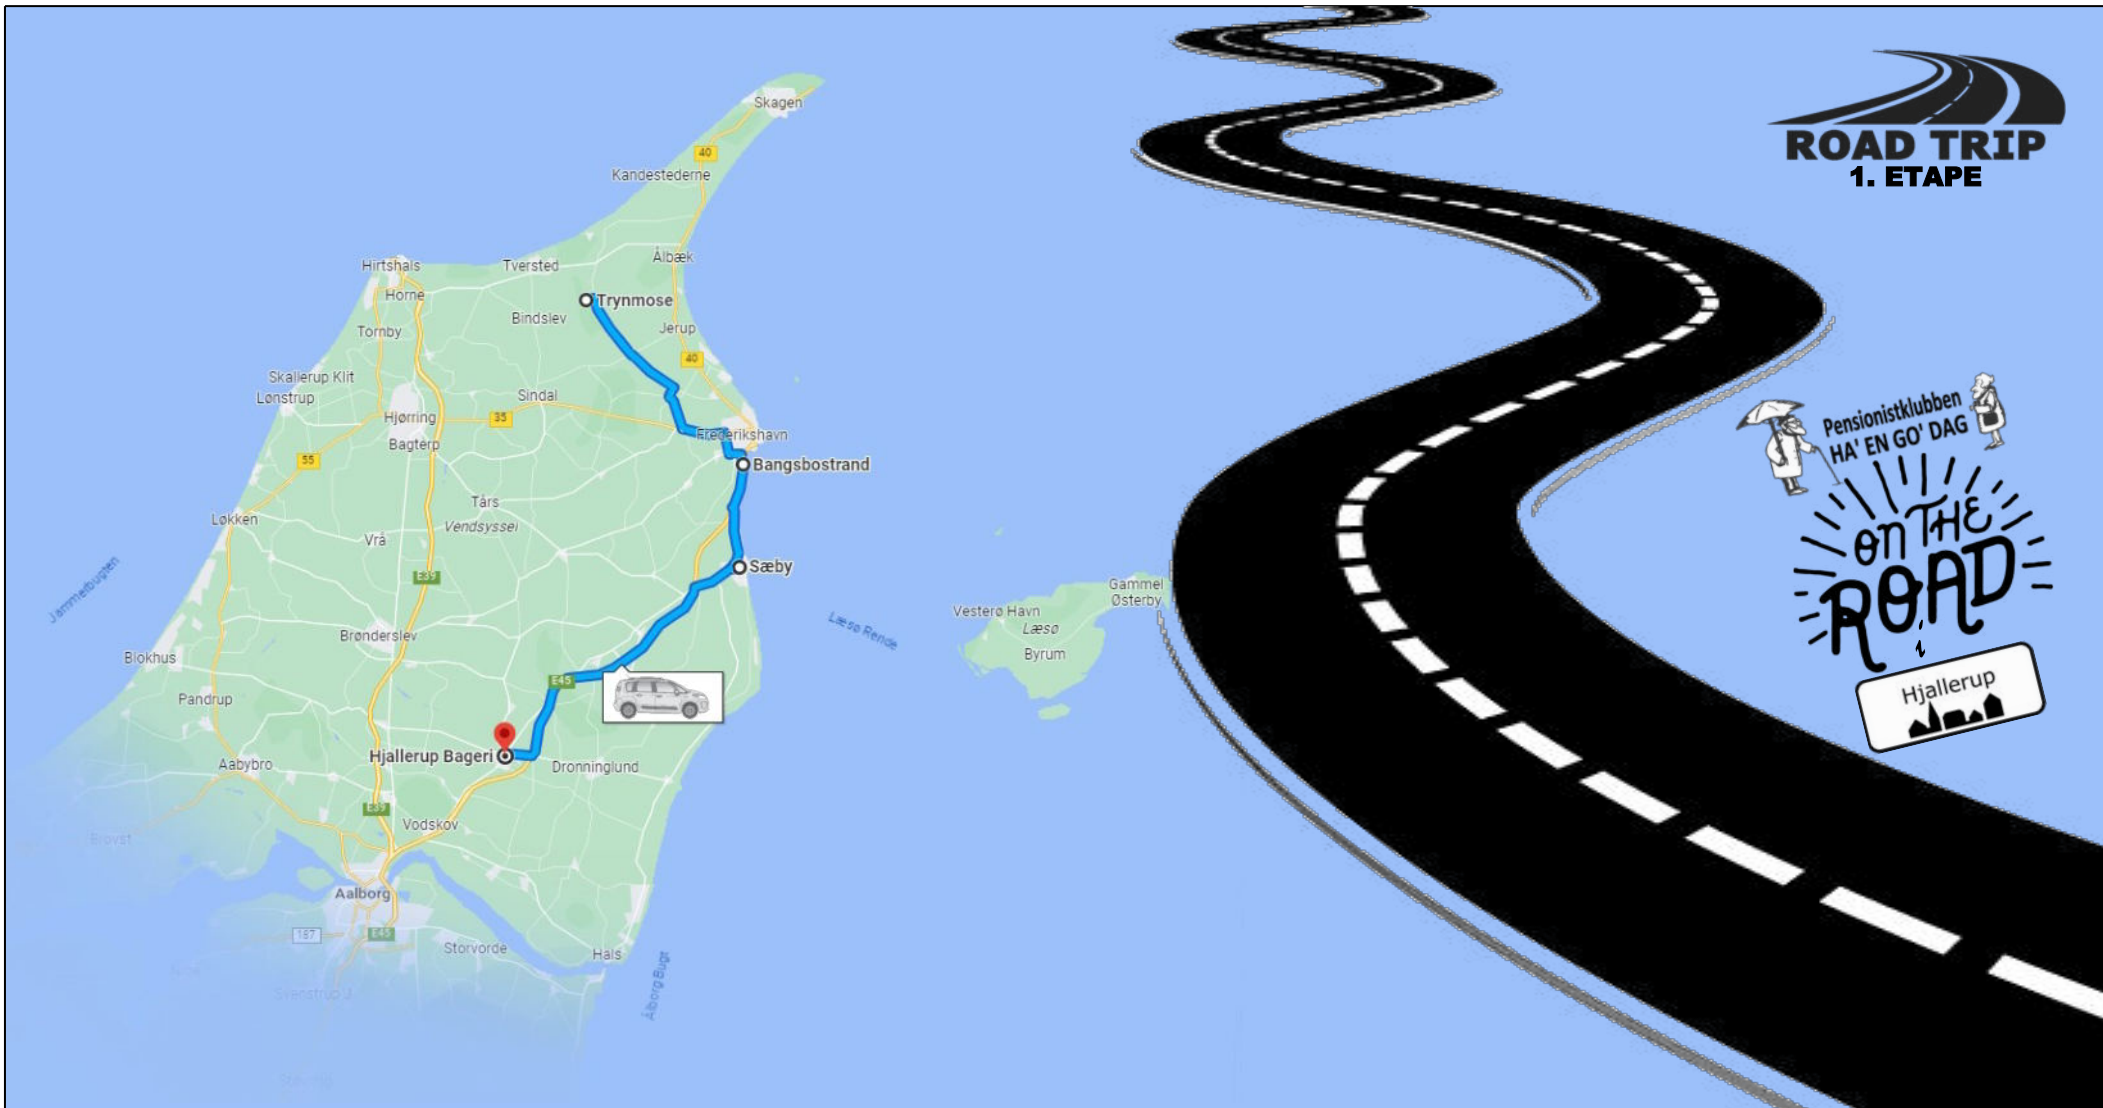 Skagen
40
Kandestederne
Ålbæk
Hirtshals
Tversted
Horne
Trynmose
Bindslev
Tornby
Jerup
40
Skallerup Klit
Lønstrup
Sindal
Hjørring
35
Bagterp
Frederikshavn
55
Bangsbostrand
Tårs
Løkken
Vendsyssel
Vrå
Jammerbugten
E39
Sæby
Læsø Rende
Gammel
Østerby
Vesterø Havn
Læsø
Byrum
Brønderslev
Blokhus
E45
Pandrup
Hjallerup Bageri
Aabybro
Dronninglund
E39
Vodskov
Brovst
Aalborg
187
E45
Storvorde
Hals
Ålborg Bugt
Svenstrup J
ROAD TRIP
1. ETAPE
Pensionistklubben
HA' EN GO' DAG
ON THE
ROAD
i
Hjallerup